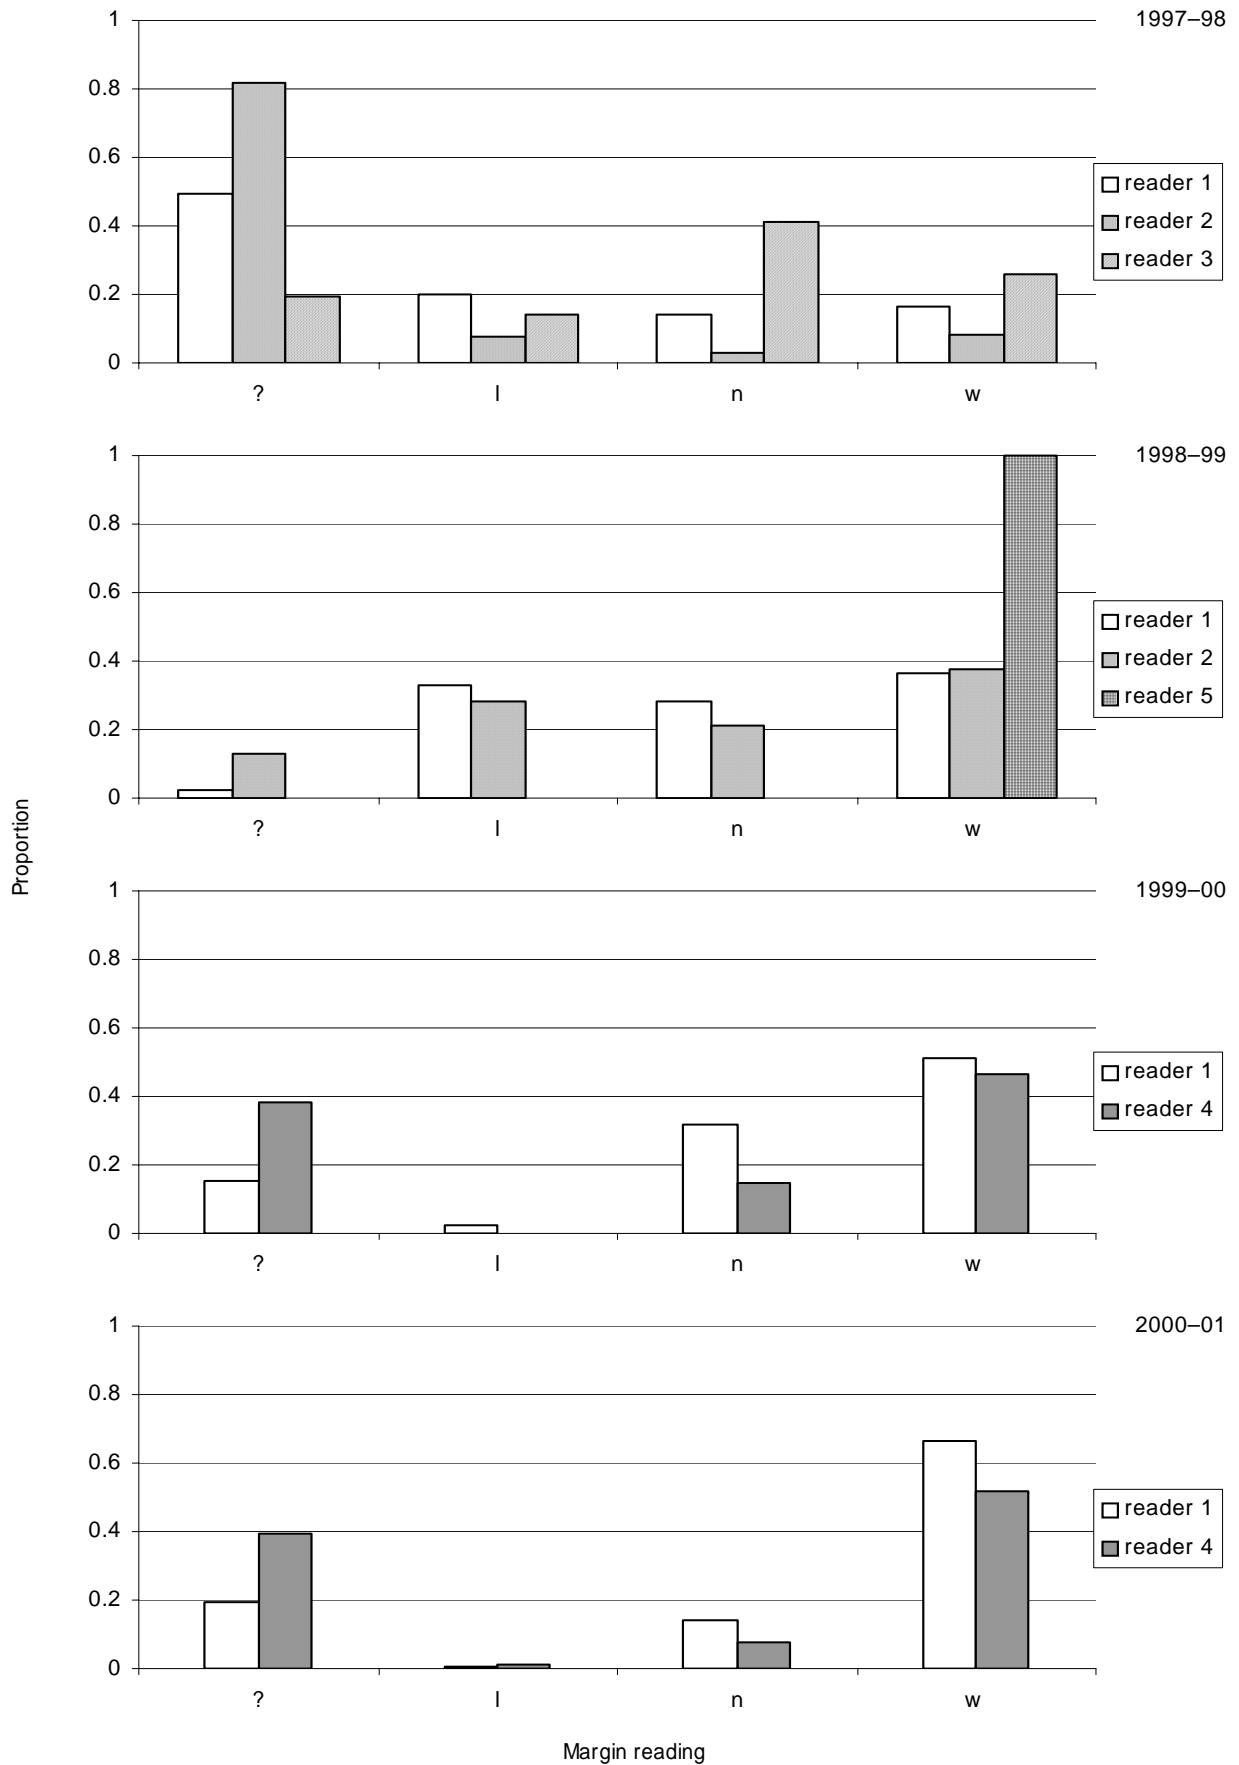 1997–98
1
0.8
0.6
0.4
0.2
0
? l n w
reader 1
reader 2
reader 3
1998–99
1
0.8
0.6
0.4
0.2
0
? l n w
reader 1
reader 2
reader 5
Proportion
1999–00
1
0.8
0.6
0.4
0.2
0
? l n w
reader 1
reader 4
2000–01
1
0.8
0.6
0.4
0.2
0
? l n w
reader 1
reader 4
Margin reading